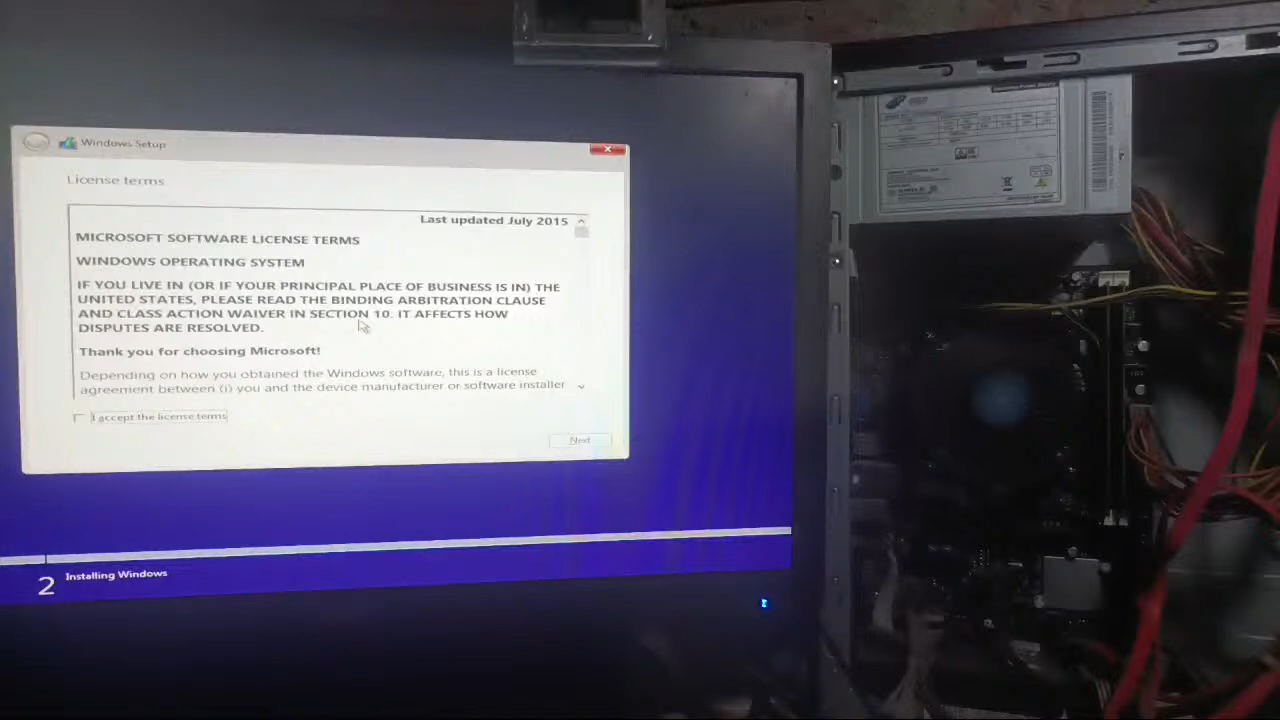 Windows Setup
License terms
Last updated July 2015
MICROSOFT SOFTWARE LICENSE TERMS
WINDOWS OPERATING SYSTEM
IF YOU LIVE IN (OR IF YOUR PRINCIPAL PLACE OF BUSINESS IS IN) THE
UNITED STATES, PLEASE READ THE BINDING ARBITRATION CLAUSE
AND CLASS ACTION WAIVER IN SECTION 10. IT AFFECTS HOW
DISPUTES ARE RESOLVED.
Thank you for choosing Microsoft!
Depending on how you obtained the Windows software, this is a license
agreement between (i) you and the device manufacturer or software installer
I accept the license terms
Next
2 Installing Windows